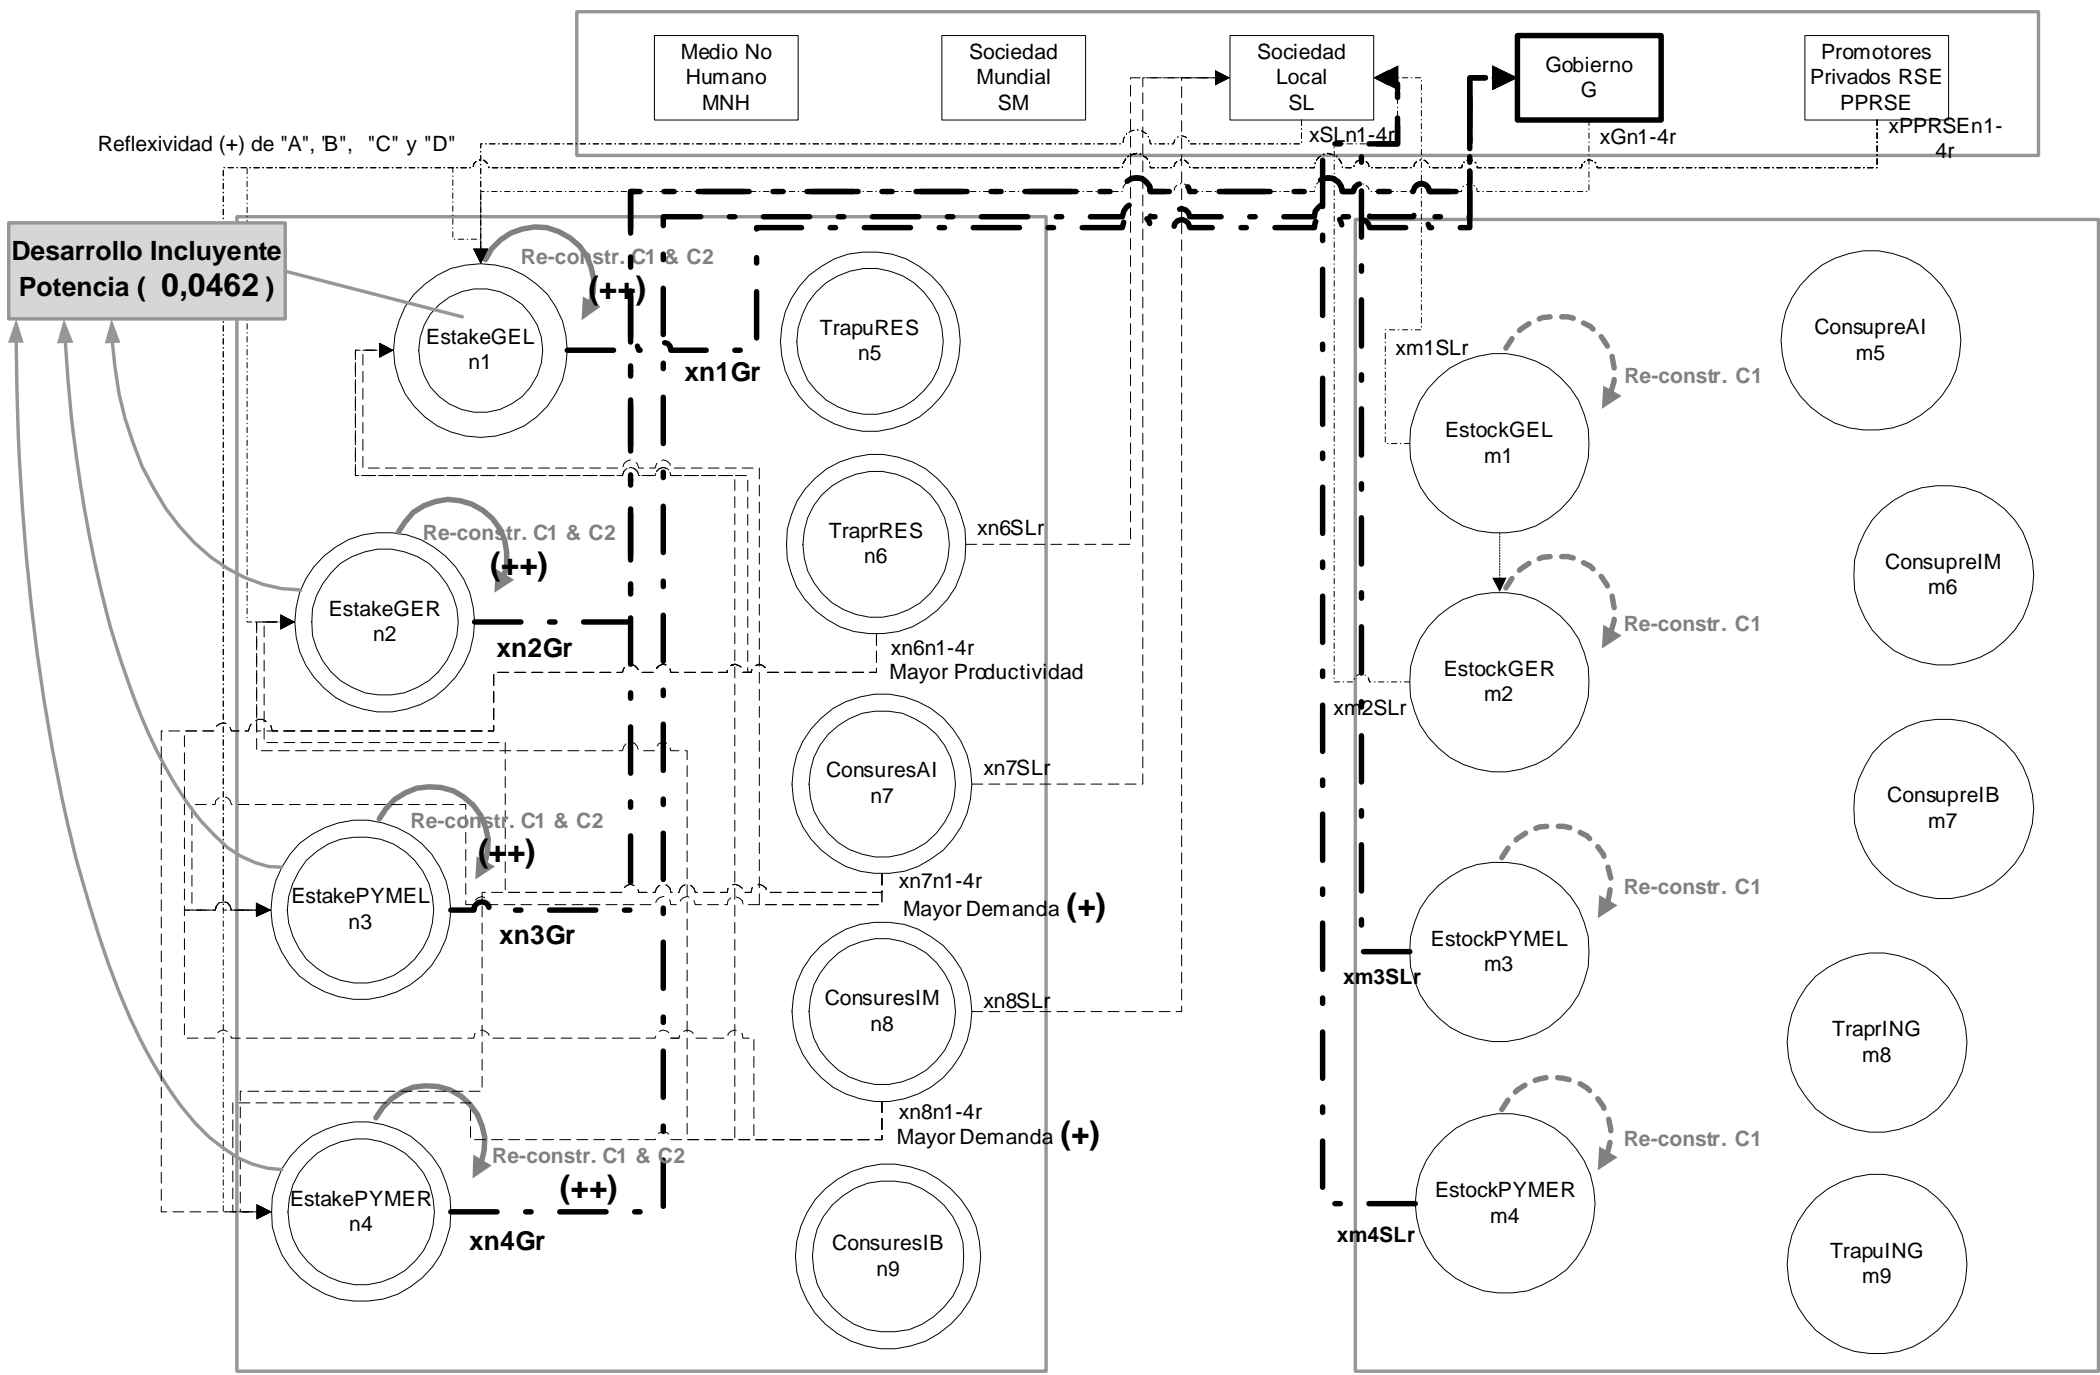 Medio No
Humano
MNH
Sociedad
Mundial
SM
Sociedad
Local
SL
Gobierno
G
Promotores
Privados RSE
PPRSE
xSLn1-4r
xGn1-4r
xPPRSEn1-
4r
Reflexividad (+) de "A", "B", "C" y "D"
Desarrollo Incluyente
Potencia ( 0,0462 )
Re-constr. C1 & C2
(++)
EstakeGEL
n1
xn1Gr
TrapuRES
n5
Re-constr. C1 & C2
(++)
EstakeGER
n2
xn2Gr
TraprRES
n6
xn6SLr
xn6n1-4r
Mayor Productividad
Re-constr. C1 & C2
(++)
EstakePYMEL
n3
xn3Gr
ConsuresAI
n7
xn7SLr
xn7n1-4r
Mayor Demanda (+)
ConsuresIM
n8
xn8SLr
xn8n1-4r
Mayor Demanda (+)
Re-constr. C1 & C2
(++)
EstakePYMER
n4
xn4Gr
ConsuresIB
n9
xm1SLr
EstockGEL
m1
Re-constr. C1
ConsupreAI
m5
xm2SLr
EstockGER
m2
Re-constr. C1
ConsupreIM
m6
ConsupreIB
m7
xm3SLr
EstockPYMEL
m3
Re-constr. C1
TraprING
m8
xm4SLr
EstockPYMER
m4
Re-constr. C1
TrapuING
m9